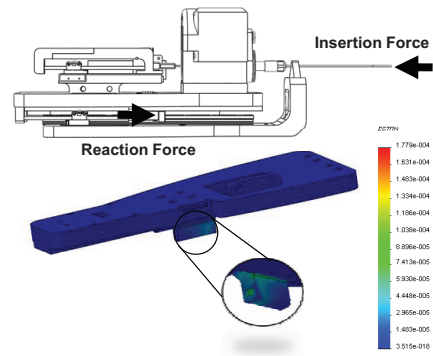 Insertion Force
Reaction Force
ESTRN
1.779e-004
1.631e-004
1.483e-004
1.334e-004
1.186e-004
1.038e-004
8.896e-005
7.413e-005
5.930e-005
4.448e-005
2.965e-005
1.483e-005
3.515e-018